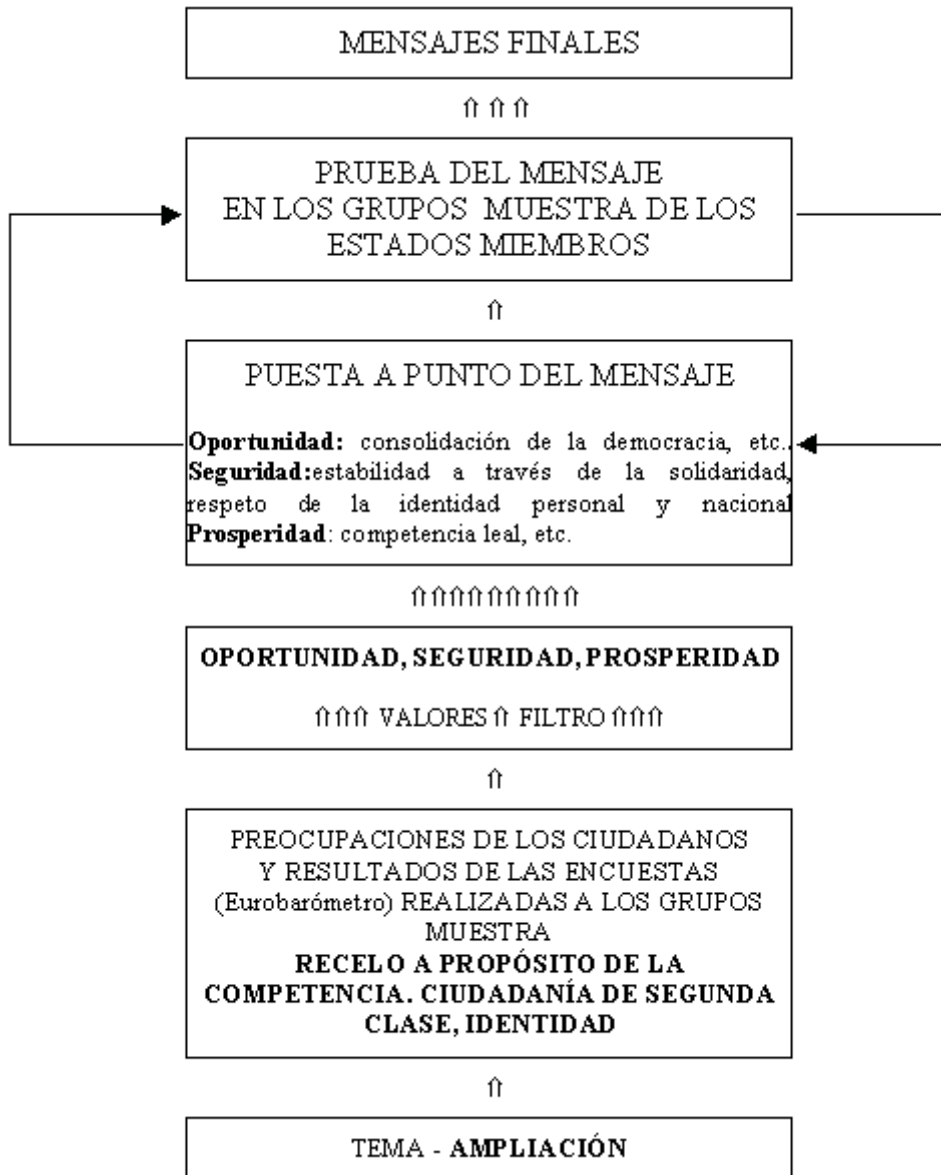 MENSAJES FINALES
⇑ ⇑ ⇑
PRUEBA DEL MENSAJE
EN LOS GRUPOS MUESTRA DE LOS
ESTADOS MIEMBROS
⇑
PUESTA A PUNTO DEL MENSAJE
Oportunidad: consolidación de la democracia, etc..
Seguridad:estabilidad a través de la solidaridad,
respeto de la identidad personal y nacional
Prosperidad: competencia leal, etc.
⇑⇑⇑⇑⇑⇑⇑⇑⇑
OPORTUNIDAD, SEGURIDAD, PROSPERIDAD
⇑⇑⇑ VALORES ⇑ FILTRO ⇑⇑⇑
⇑
PREOCUPACIONES DE LOS CIUDADANOS
Y RESULTADOS DE LAS ENCUESTAS
(Eurobarómetro) REALIZADAS A LOS GRUPOS
MUESTRA
RECELO A PROPÓSITO DE LA
COMPETENCIA. CIUDADANÍA DE SEGUNDA
CLASE, IDENTIDAD
⇑
TEMA - AMPLIACIÓN